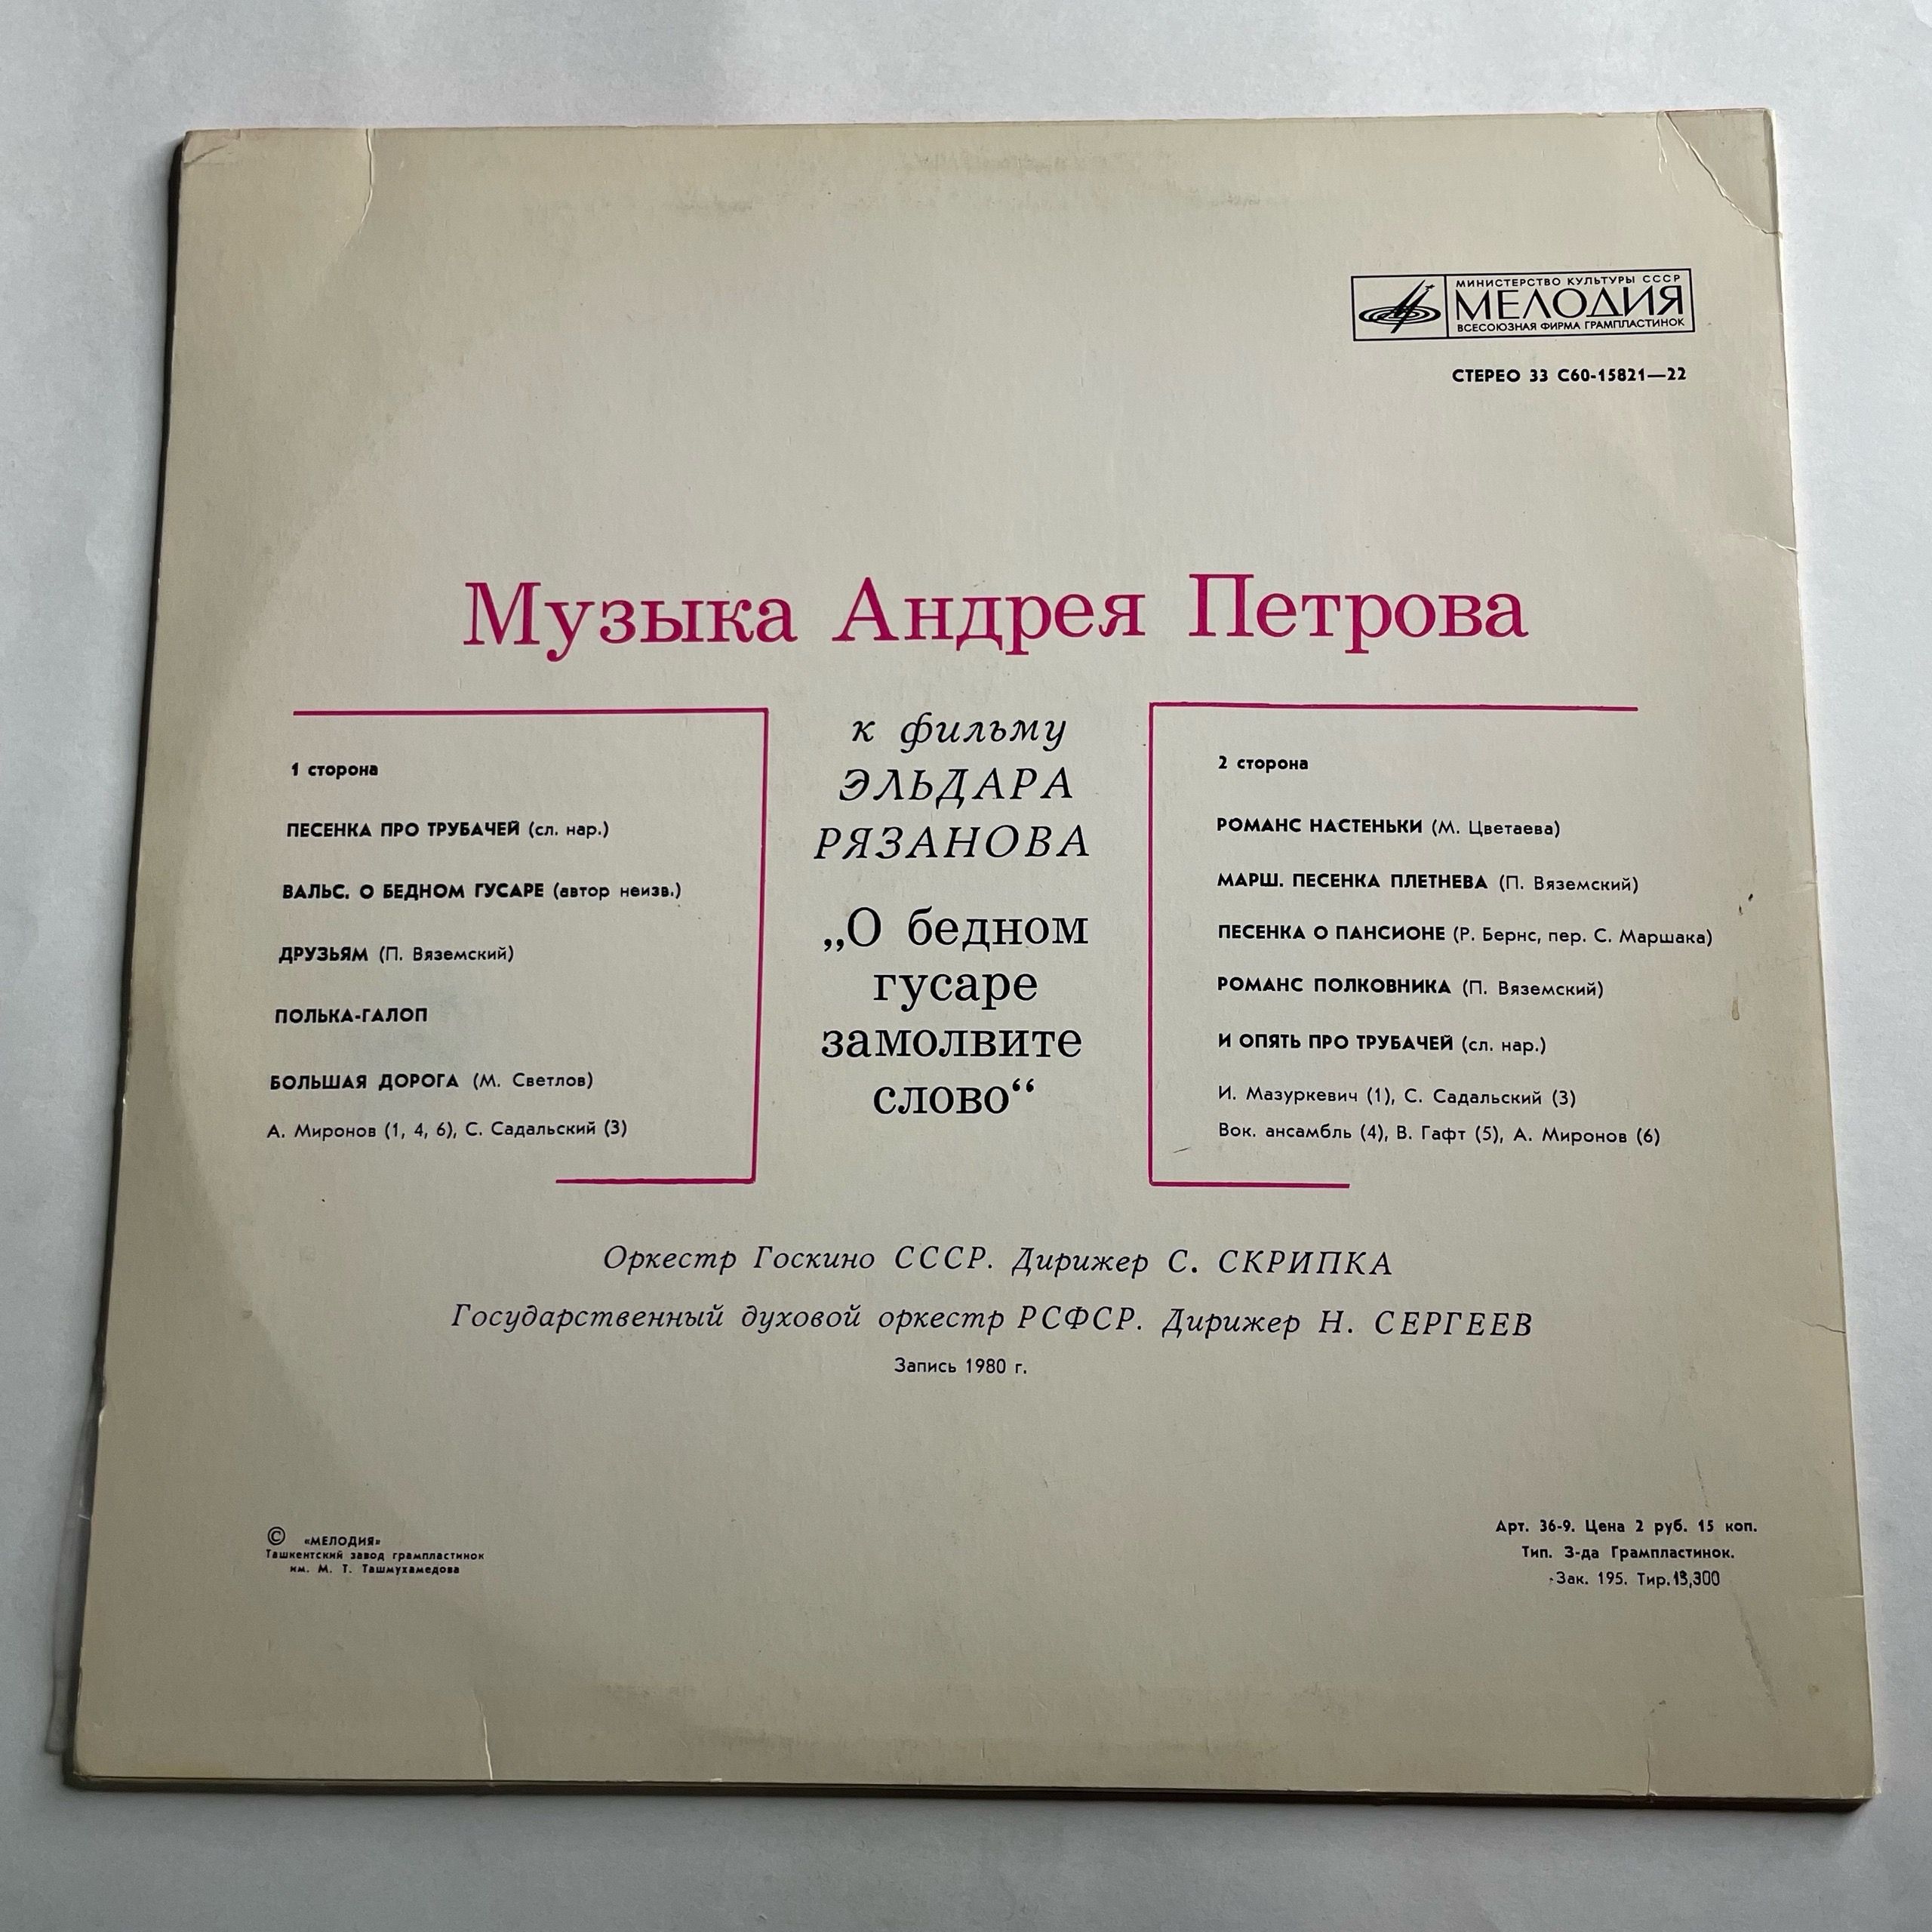 МИНИСТЕРСТВО КУЛЬТУРЫ СССР
МЕЛОДИЯ
ВСЕСОЮЗНАЯ ФИРМА ГРАМПЛАСТИНОК
СТЕРЕО 33 С60-15821—22
Музыка Андрея Петрова
к фильму
ЭЛЬДАРА
РЯЗАНОВА
„О бедном
гусаре
замолвите
слово“
1 сторона
ПЕСЕНКА ПРО ТРУБАЧЕЙ (сл. нар.)
ВАЛЬС. О БЕДНОМ ГУСАРЕ (автор неизв.)
ДРУЗЬЯМ (П. Вяземский)
ПОЛЬКА-ГАЛОП
БОЛЬШАЯ ДОРОГА (М. Светлов)
А. Миронов (1, 4, 6), С. Садальский (3)
2 сторона
РОМАНС НАСТЕНЬКИ (М. Цветаева)
МАРШ. ПЕСЕНКА ПЛЕТНЕВА (П. Вяземский)
ПЕСЕНКА О ПАНСИОНЕ (Р. Бернс, пер. С. Маршака)
РОМАНС ПОЛКОВНИКА (П. Вяземский)
И ОПЯТЬ ПРО ТРУБАЧЕЙ (сл. нар.)
И. Мазуркевич (1), С. Садальский (3)
Вок. ансамбль (4), В. Гафт (5), А. Миронов (6)
Оркестр Госкино СССР. Дирижер С. СКРИПКА
Государственный духовой оркестр РСФСР. Дирижер Н. СЕРГЕЕВ
Запись 1980 г.
© «МЕЛОДИЯ»
Ташкентский завод грампластинок
им. М. Т. Ташмухамедова
Арт. 36-9. Цена 2 руб. 15 коп.
Тип. З-да Грампластинок.
Зак. 195. Тир.